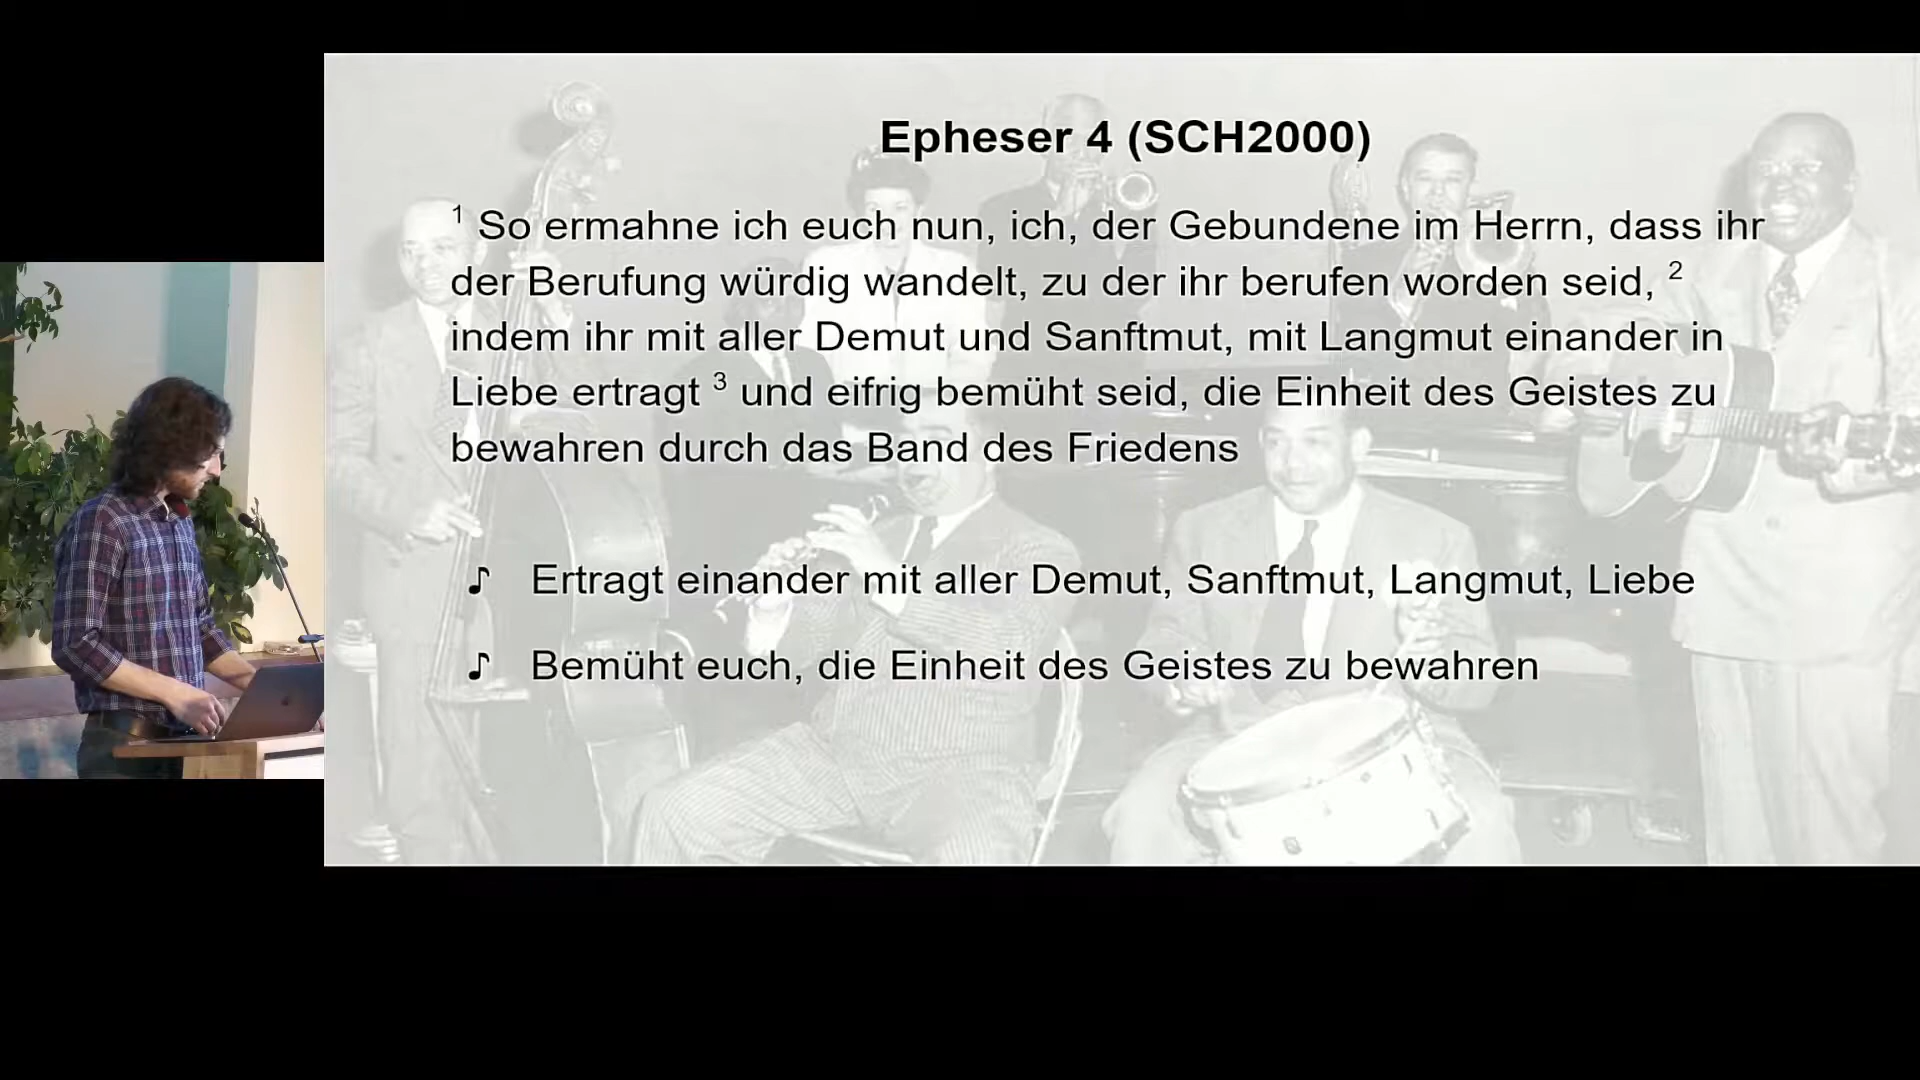 Epheser 4 (SCH2000)
1 So ermahne ich euch nun, ich, der Gebundene im Herrn, dass ihr
der Berufung würdig wandelt, zu der ihr berufen worden seid, 2
indem ihr mit aller Demut und Sanftmut, mit Langmut einander in
Liebe ertragt 3 und eifrig bemüht seid, die Einheit des Geistes zu
bewahren durch das Band des Friedens
♪ Ertragt einander mit aller Demut, Sanftmut, Langmut, Liebe
♪ Bemüht euch, die Einheit des Geistes zu bewahren